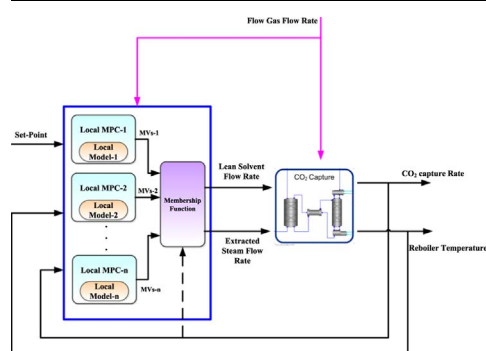 Flow Gas Flow Rate
Set-Point
Local MPC-1
Local
Model-1
MVs-1
Local MPC-2
Local
Model-2
MVs-2
Local MPC-n
Local
Model-n
MVs-n
Membership
Function
Lean Solvent
Flow Rate
Extracted
Steam Flow
Rate
CO2 Capture
CO2 capture Rate
Reboiler Temperature